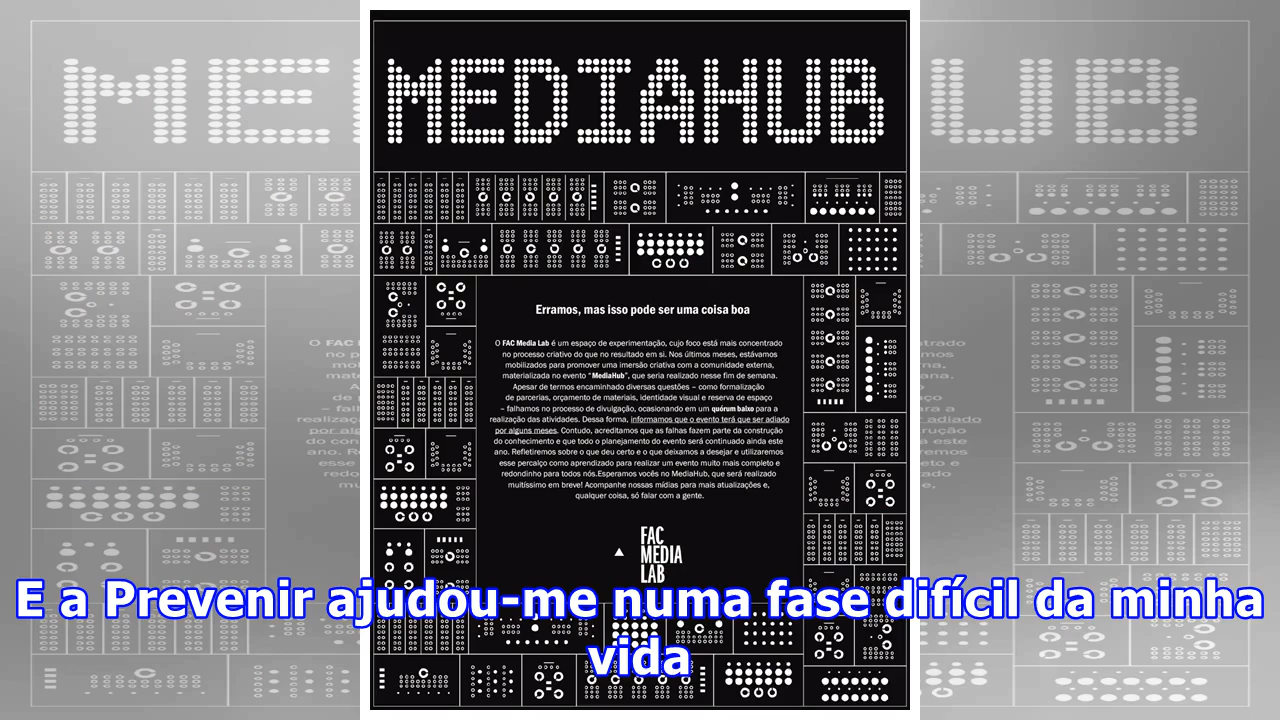 MEDIAHUB
Erramos, mas isso pode ser uma coisa boa
O FAC Media Lab é um espaço de experimentação, cujo foco está mais concentrado
no processo criativo do que no resultado em si. Nos últimos meses, estávamos
mobilizados para promover uma imersão criativa com a comunidade externa,
materializada no evento "MediaHub", que seria realizado nesse fim de semana.
Apesar de termos encaminhado diversas questões – como formalização
de parcerias, orçamento de materiais, identidade visual e reserva de espaço
– falhamos no processo de divulgação, ocasionando em um quórum baixo para a
realização das atividades. Dessa forma, informamos que o evento terá que ser adiado
por alguns meses. Contudo, acreditamos que as falhas fazem parte da construção
do conhecimento e que todo o planejamento do evento será continuado ainda este
ano. Refletiremos sobre o que deu certo e o que deixamos a desejar e utilizaremos
esse percalço como aprendizado para realizar um evento muito mais completo e
redondinho para todos nós.Esperamos vocês no MediaHub, que será realizado
muitíssimo em breve! Acompanhe nossas mídias para mais atualizações e,
qualquer coisa, só falar com a gente.
FAC
MEDIA
LAB
E a Prevenir ajudou-me numa fase difícil da minha
vida